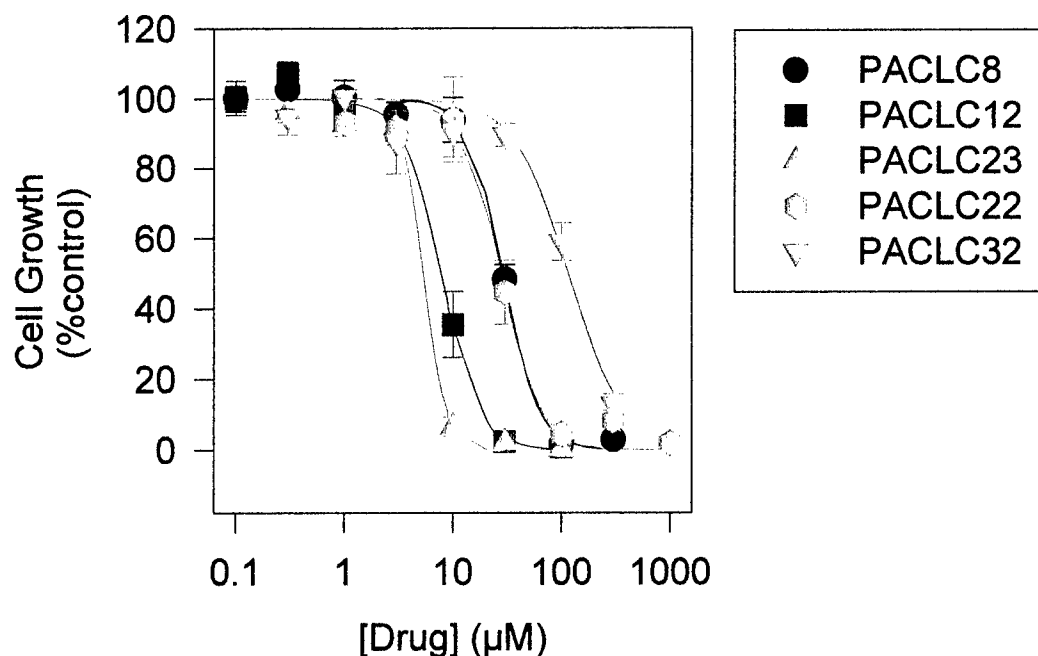 120
100
80
60
40
20
0
Cell Growth
(%control)
0.1 1 10 100 1000
[Drug] (µM)
PACLC8
PACLC12
PACLC23
PACLC22
PACLC32